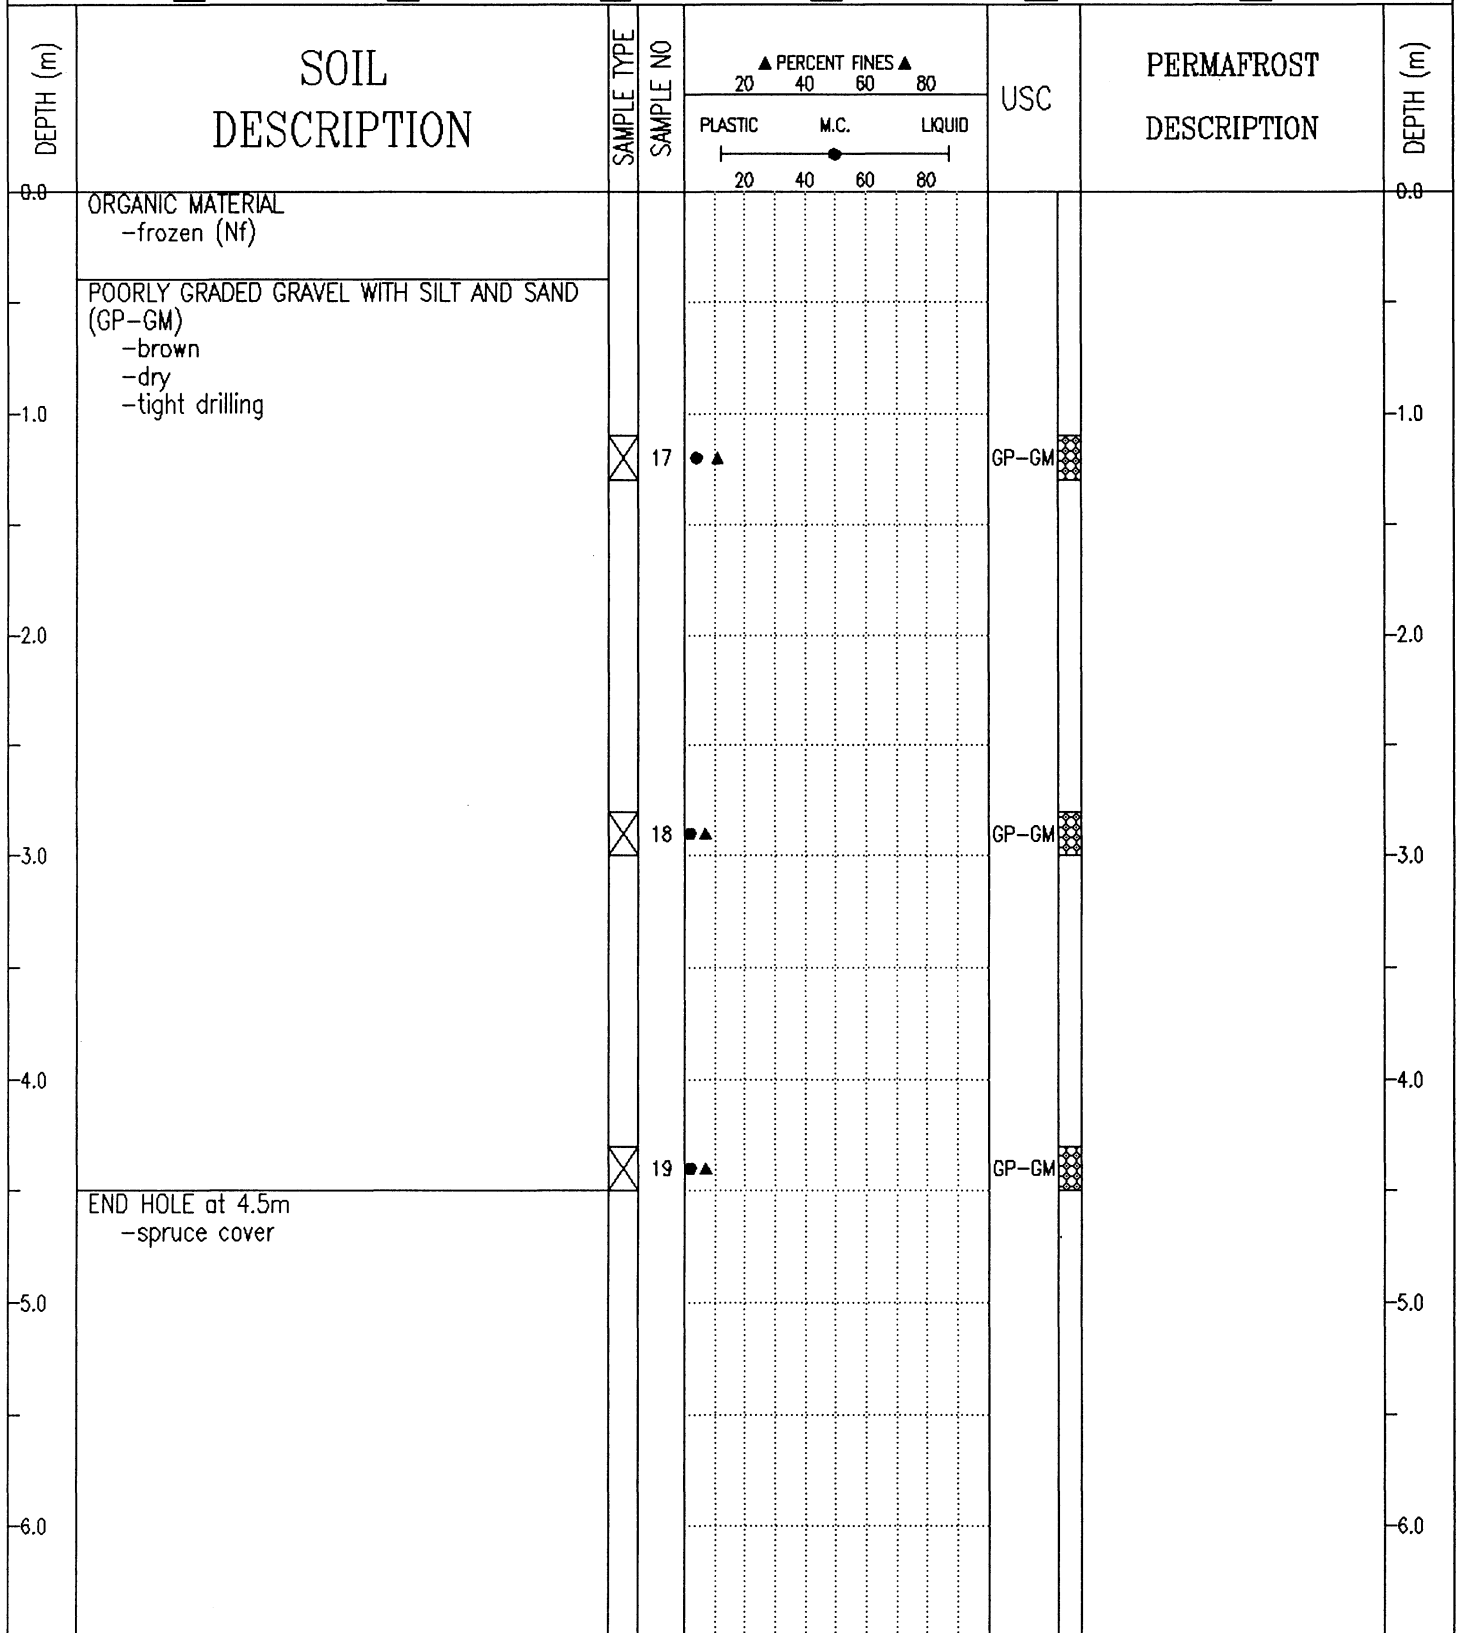 DEPTH (m)
SOIL
DESCRIPTION
SAMPLE TYPE
SAMPLE NO
▲ PERCENT FINES ▲
20 40 60 80
PLASTIC M.C. LIQUID
20 40 60 80
USC
PERMAFROST
DESCRIPTION
DEPTH (m)
0.0 0.0
ORGANIC MATERIAL
-frozen (Nf)
POORLY GRADED GRAVEL WITH SILT AND SAND
(GP-GM)
-brown
-dry
-tight drilling
1.0 1.0
17 GP-GM
2.0 2.0
18 GP-GM
3.0 3.0
4.0 4.0
19 GP-GM
END HOLE at 4.5m
-spruce cover
5.0 5.0
6.0 6.0